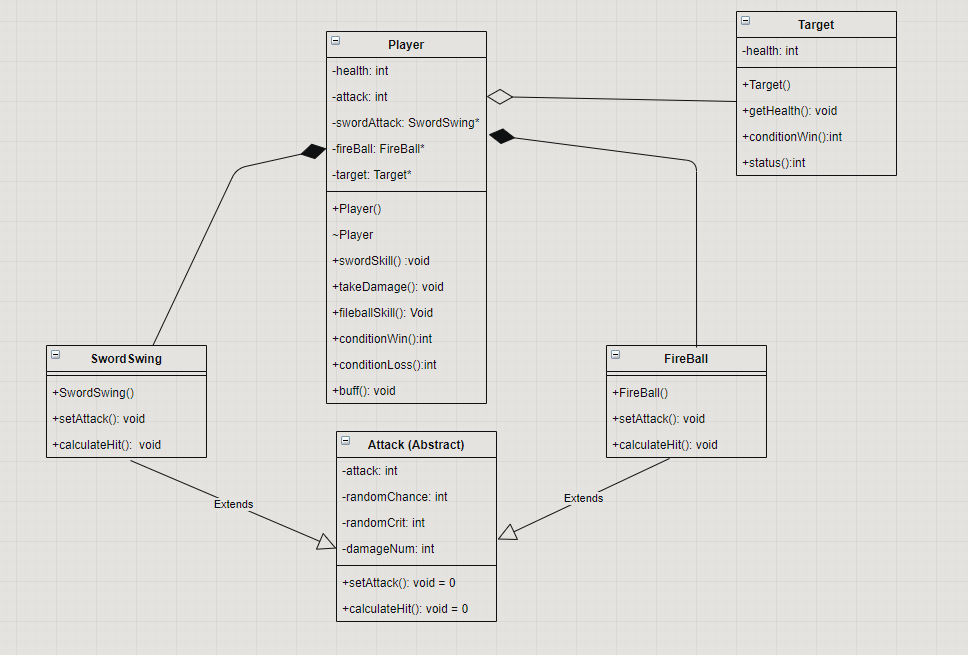 Player
-health: int
-attack: int
-swordAttack: SwordSwing*
-fireBall: FireBall*
-target: Target*
+Player()
~Player
+swordSkill() :void
+takeDamage(): void
+fileballSkill(): Void
+conditionWin():int
+conditionLoss():int
+buff(): void
Target
-health: int
+Target()
+getHealth(): void
+conditionWin():int
+status():int
SwordSwing
+SwordSwing()
+setAttack(): void
+calculateHit():  void
FireBall
+FireBall()
+setAttack(): void
+calculateHit(): void
Extends
Extends
Attack (Abstract)
-attack: int
-randomChance: int
-randomCrit: int
-damageNum: int
+setAttack(): void = 0
+calculateHit(): void = 0